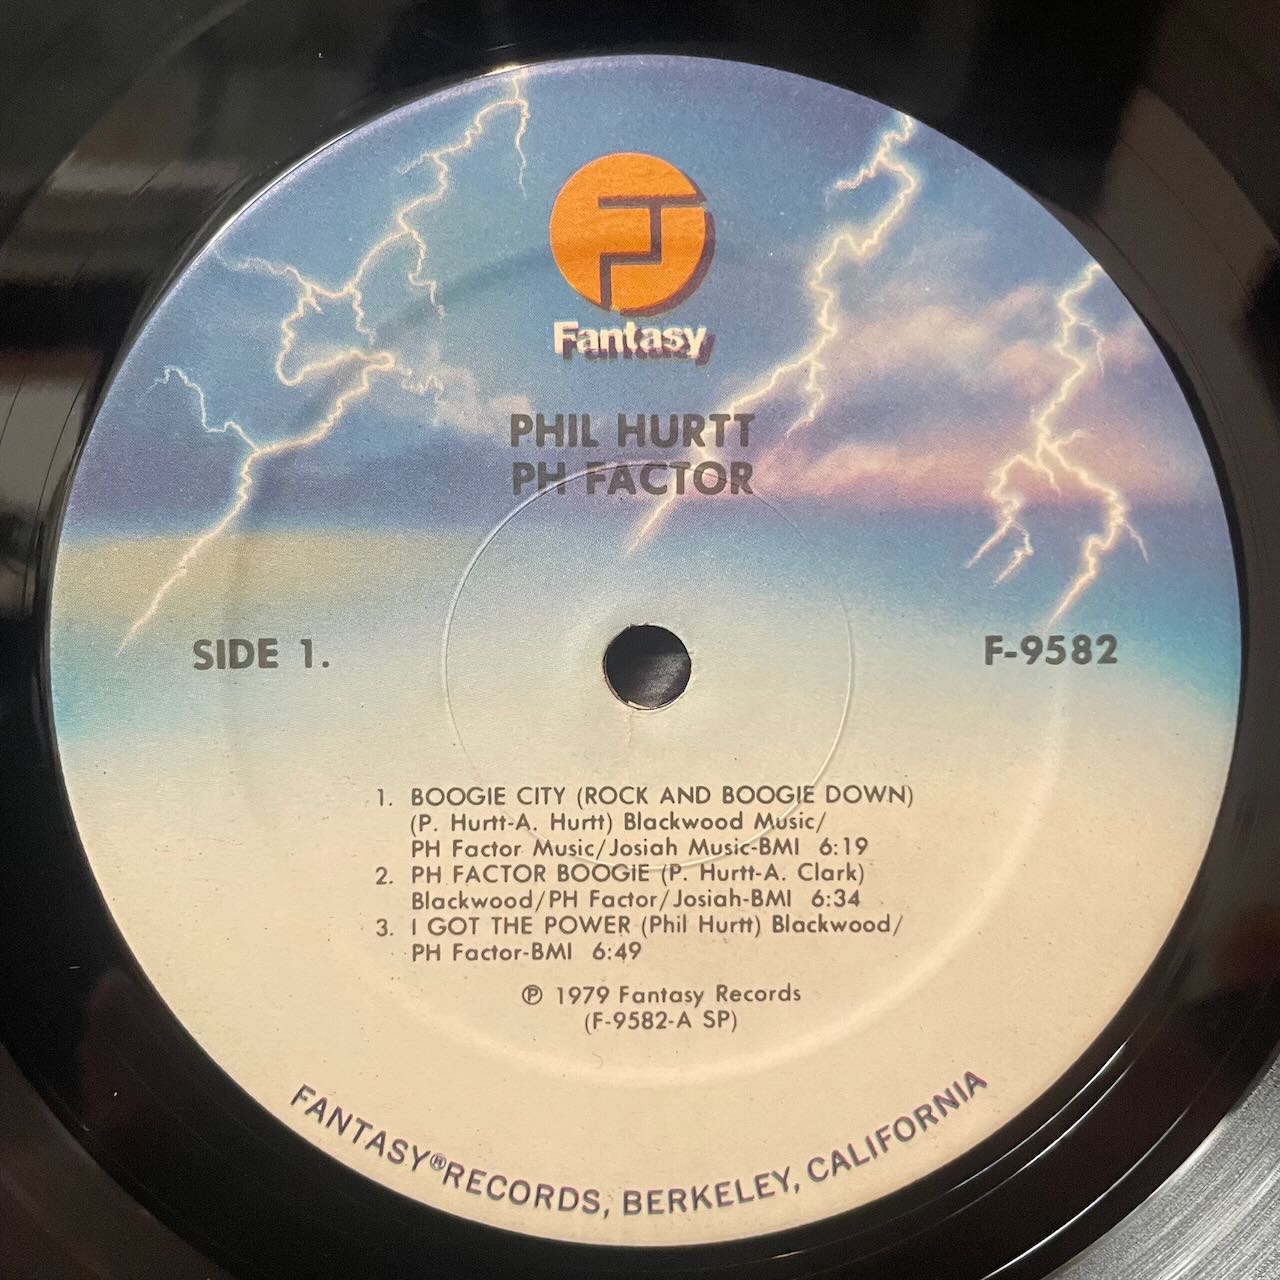 Fantasy
PHIL HURTT
PH FACTOR
SIDE 1.
F-9582
1. BOOGIE CITY (ROCK AND BOOGIE DOWN)
(P. Hurtt-A. Hurtt) Blackwood Music/
PH Factor Music/Josiah Music-BMI 6:19
2. PH FACTOR BOOGIE (P. Hurtt-A. Clark)
Blackwood/PH Factor/Josiah-BMI 6:34
3. I GOT THE POWER (Phil Hurtt) Blackwood/
PH Factor-BMI 6:49
℗ 1979 Fantasy Records
(F-9582-A SP)
FANTASY® RECORDS, BERKELEY, CALIFORNIA